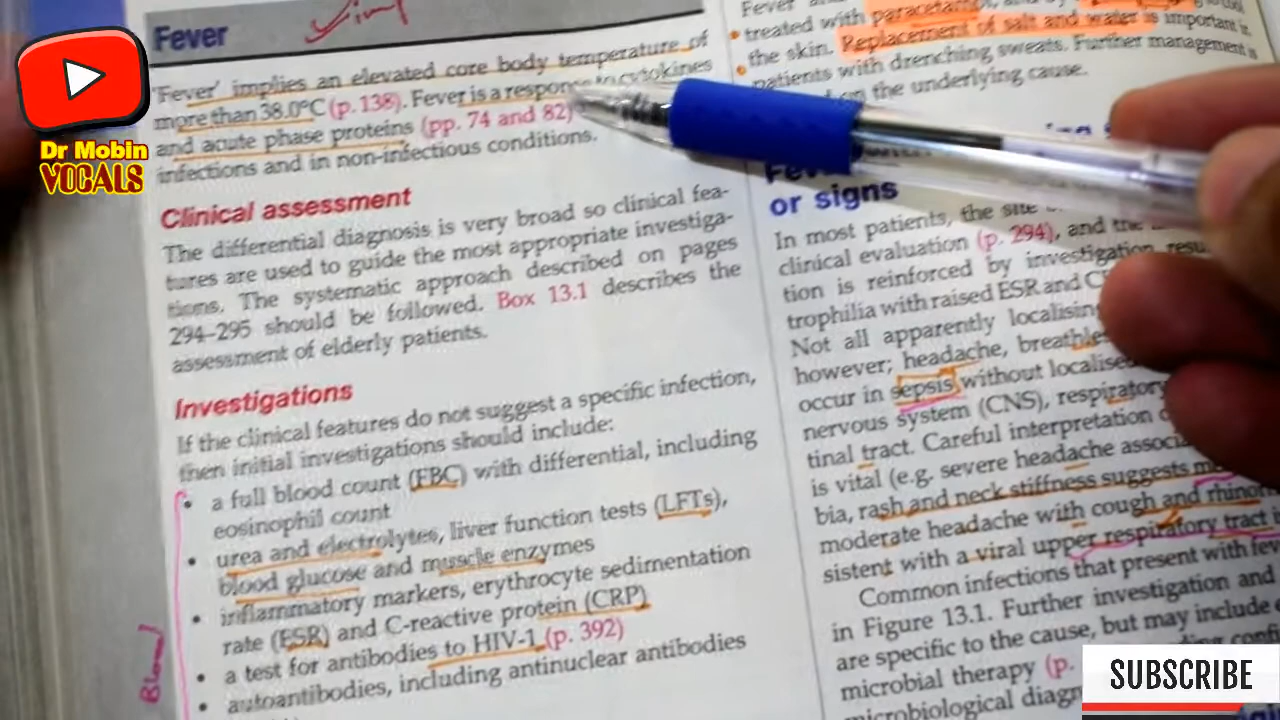 Dr Mobin
VOCALS
Fever
'Fever' implies an elevated core body temperature of
more than 38.0°C (p. 138). Fever is a response to cytokines
and acute phase proteins (pp. 74 and 82)
infections and in non-infectious conditions.
Clinical assessment
The differential diagnosis is very broad so clinical fea-
tures are used to guide the most appropriate investiga-
tions. The systematic approach described on pages
294–295 should be followed. Box 13.1 describes the
assessment of elderly patients.
Investigations
If the clinical features do not suggest a specific infection,
then initial investigations should include:
• a full blood count (FBC) with differential, including
eosinophil count
• urea and electrolytes, liver function tests (LFTs),
blood glucose and muscle enzymes
• inflammatory markers, erythrocyte sedimentation
rate (ESR) and C-reactive protein (CRP)
• a test for antibodies to HIV-1 (p. 392)
• autoantibodies, including antinuclear antibodies
Blood
Fever
treated with paracetamol
the skin. Replacement of salt and water is important in
patients with drenching sweats. Further management is
on the underlying cause.
or signs
In most patients, the site
clinical evaluation (p. 294), and the
tion is reinforced by investigation
trophilia with raised ESR and
Not all apparently localising
however; headache,
occur in sepsis without localised
nervous system (CNS), respiratory
tinal tract. Careful interpretation
is vital (e.g. severe headache
bia, rash and neck stiffness suggests
moderate headache with cough and
sistent with a viral upper respiratory tract
Common infections that present with
in Figure 13.1. Further investigation and
are specific to the cause, but may include
microbial therapy (p.
microbiological
SUBSCRIBE